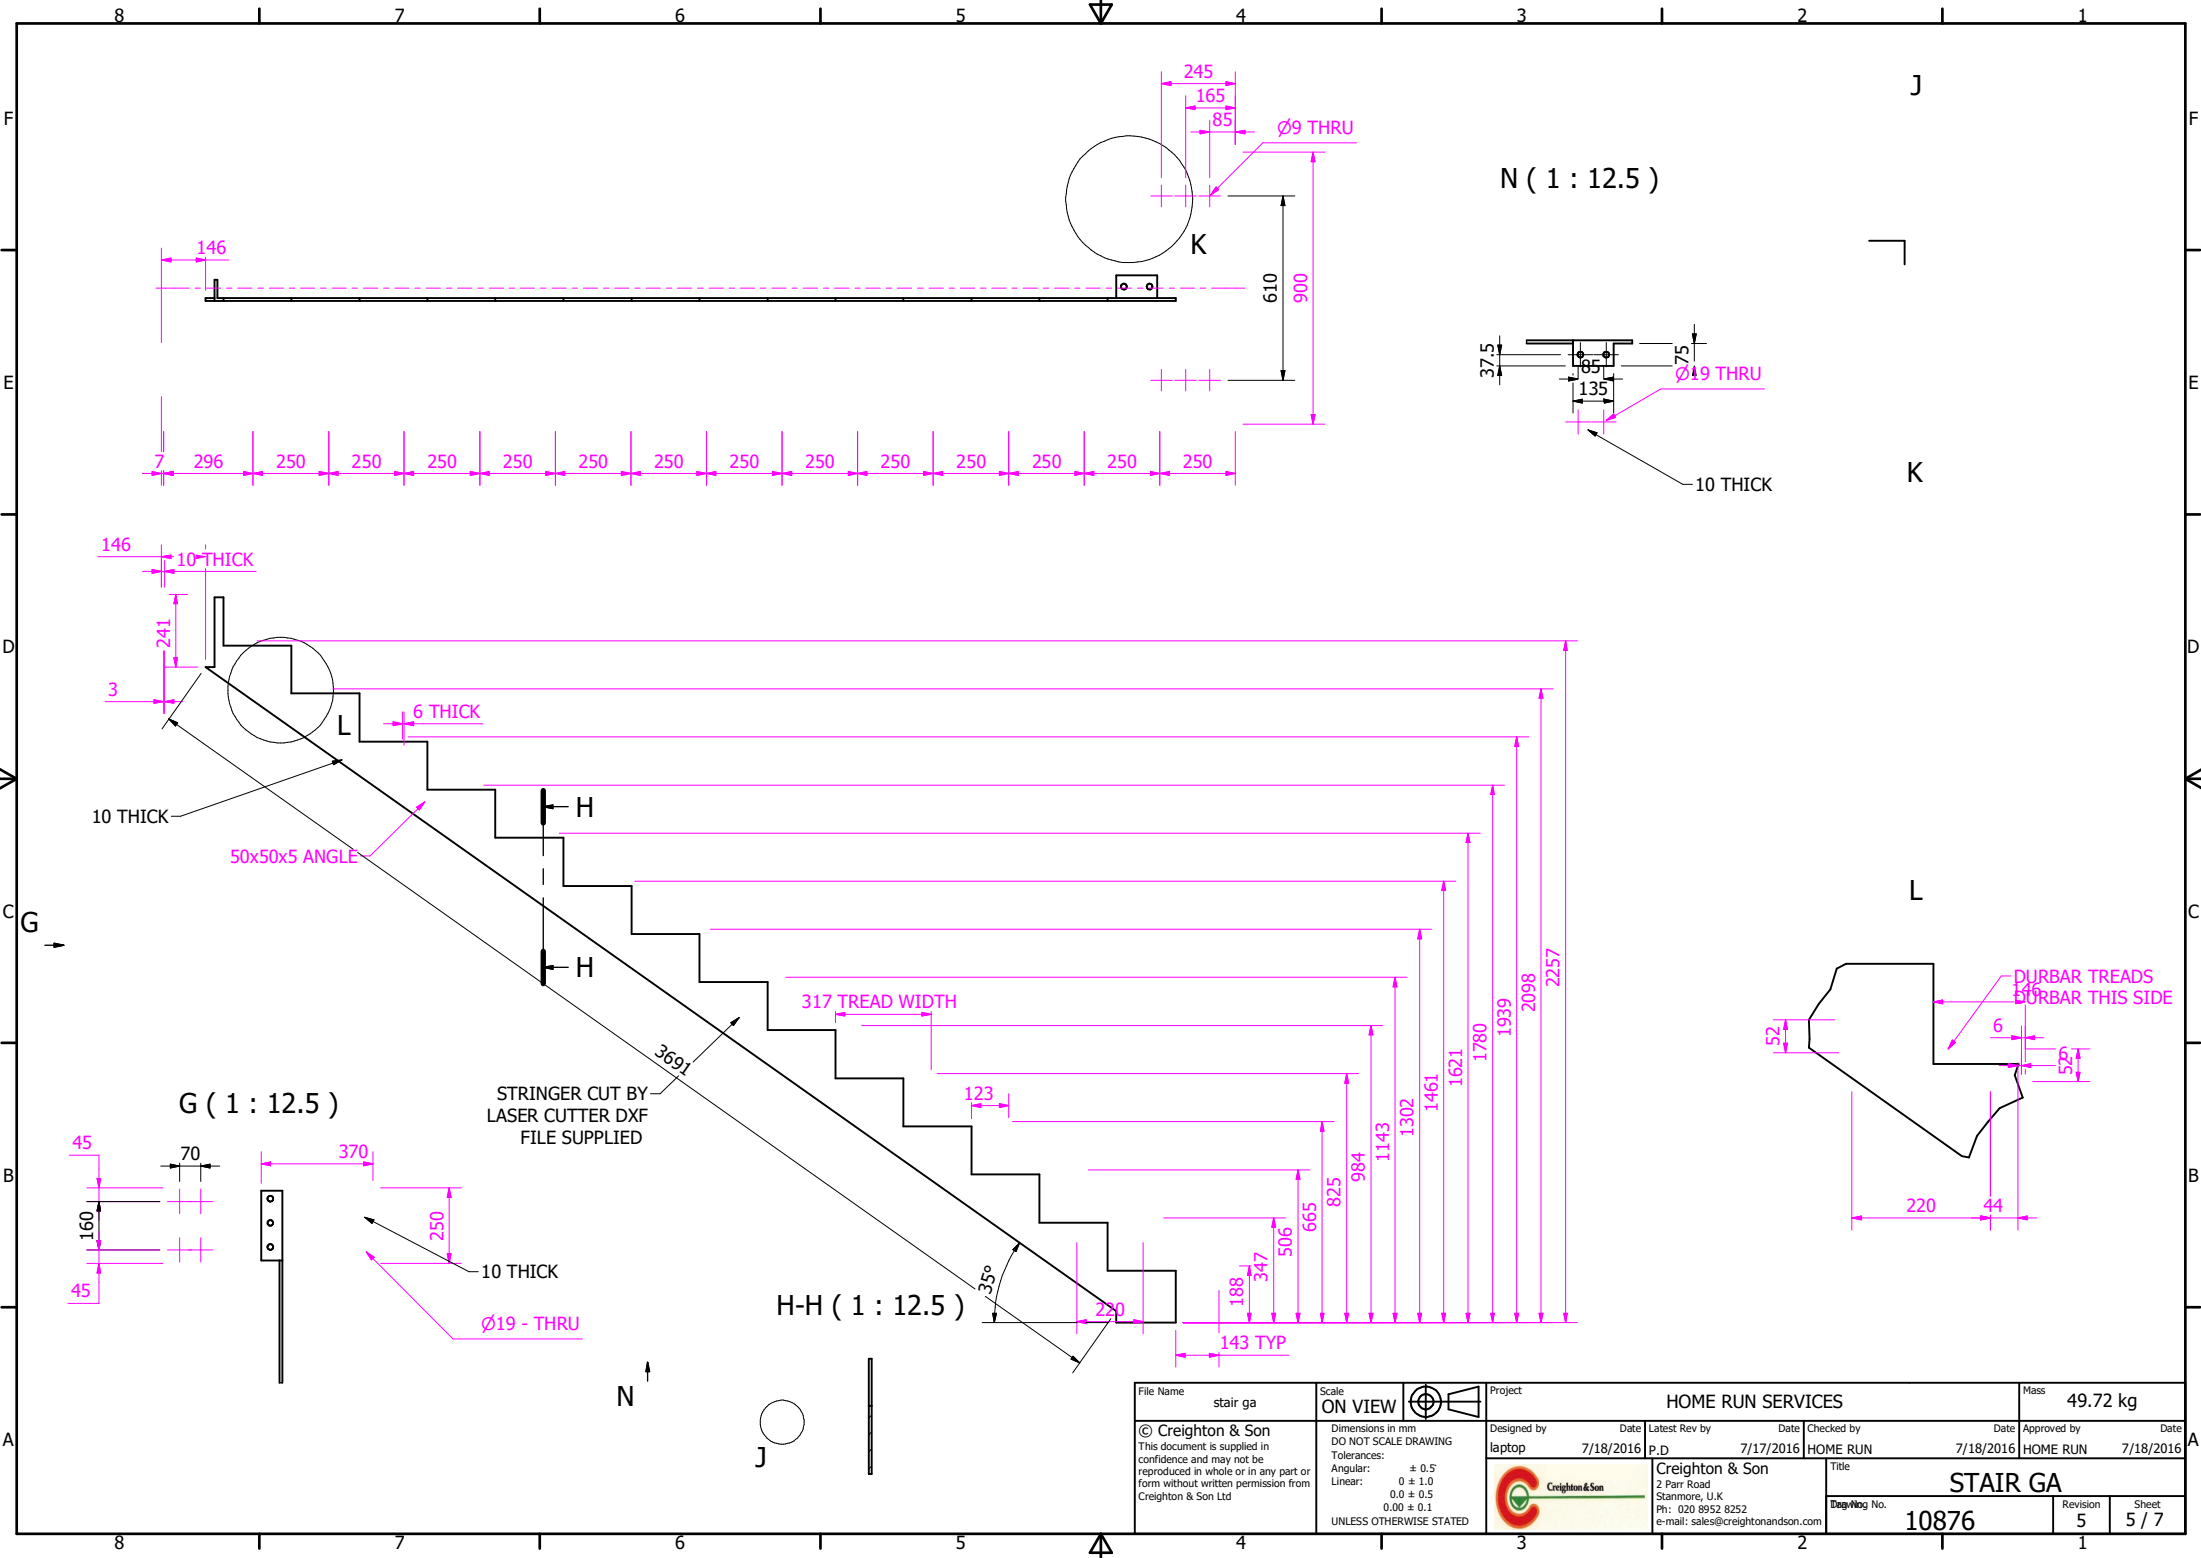 8 7 6 5 4 3 2 1
F
E
D
C
B
A
F
E
D
C
B
A
245
165
85
Ø9 THRU
J
N ( 1 : 12.5 )
K
146
610
900
37.5
85
75
Ø19 THRU
135
10 THICK
K
7 296 250 250 250 250 250 250 250 250 250 250 250 250 250
146
10 THICK
241
3
6 THICK
L
10 THICK
50x50x5 ANGLE
H
H
G
317 TREAD WIDTH
3691
STRINGER CUT BY
LASER CUTTER DXF
FILE SUPPLIED
123
35°
220
143 TYP
188
347
506
665
825
984
1143
1302
1461
1621
1780
1939
2098
2257
L
DURBAR TREADS
DURBAR THIS SIDE
146
52
6
6
52
220
44
G ( 1 : 12.5 )
45
70
370
160
250
45
10 THICK
Ø19 - THRU
H-H ( 1 : 12.5 )
N
J
File Name
stair ga
Scale
ON VIEW
Project
HOME RUN SERVICES
Mass
49.72 kg
© Creighton & Son
This document is supplied in
confidence and may not be
reproduced in whole or in any part or
form without written permission from
Creighton & Son Ltd
Dimensions in mm
DO NOT SCALE DRAWING
Tolerances:
Angular: ± 0.5°
Linear: 0 ± 1.0
0.0 ± 0.5
0.00 ± 0.1
UNLESS OTHERWISE STATED
Designed by Date
laptop 7/18/2016
Latest Rev by Date
P.D 7/17/2016
Checked by Date
HOME RUN 7/18/2016
Approved by Date
HOME RUN 7/18/2016
Creighton & Son
Creighton & Son
2 Parr Road
Stanmore, U.K
Ph: 020 8952 8252
e-mail: sales@creightonandson.com
Title
STAIR GA
No.
10876
Revision
5
Sheet
5 / 7
8 7 6 5 4 3 2 1